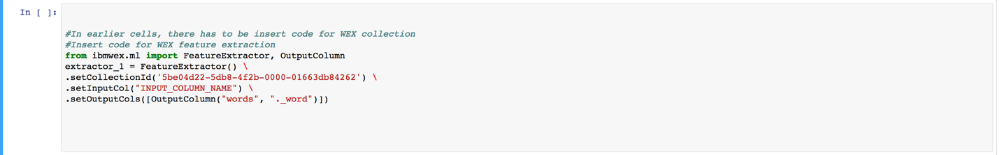 In [ ]:
#In earlier cells, there has to be insert code for WEX collection
#Insert code for WEX feature extraction
from ibmwex.ml import FeatureExtractor, OutputColumn
extractor_1 = FeatureExtractor() \
.setCollectionId('5be04d22-5db8-4f2b-0000-01663db84262') \
.setInputCol("INPUT_COLUMN_NAME") \
.setOutputCols([OutputColumn("words", "._word")])